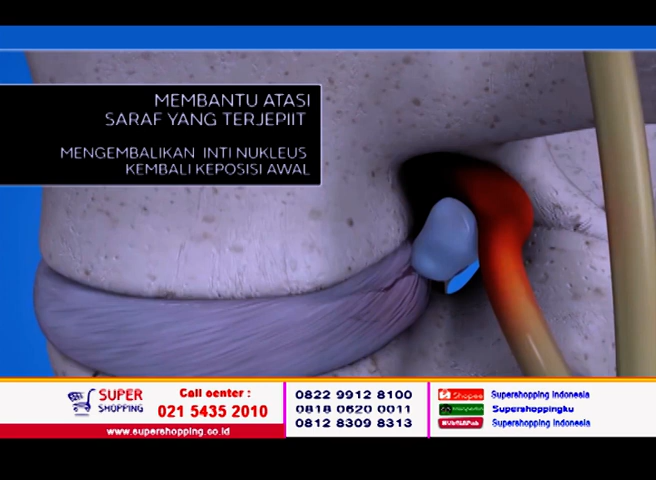 MEMBANTU ATASI
SARAF YANG TERJEPIIT
MENGEMBALIKAN INTI NUKLEUS
KEMBALI KEPOSISI AWAL
SUPER
SHOPPING
Call center :
021 5435 2010
www.supershopping.co.id
0822 9912 8100
0818 0620 0011
0812 8309 8313
Shopee Supershopping Indonesia
Supershoppingku
Supershopping Indonesia